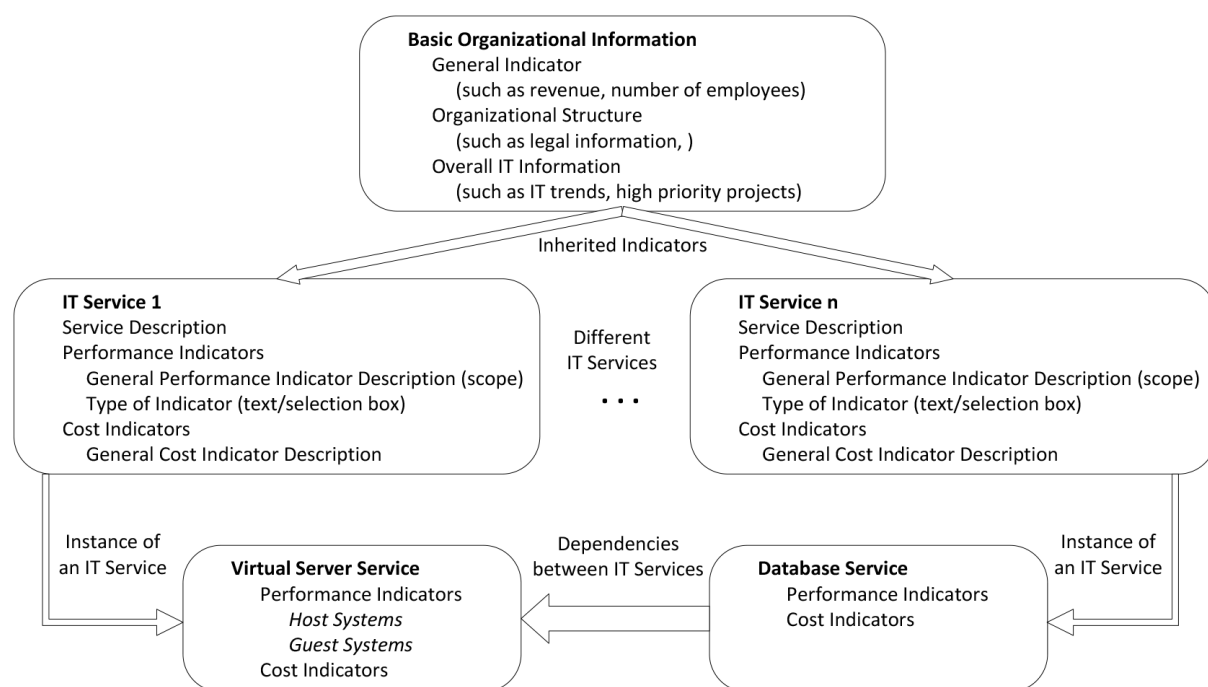 Basic Organizational Information
General Indicator
(such as revenue, number of employees)
Organizational Structure
(such as legal information, )
Overall IT Information
(such as IT trends, high priority projects)
Inherited Indicators
IT Service 1
Service Description
Performance Indicators
General Performance Indicator Description (scope)
Type of Indicator (text/selection box)
Cost Indicators
General Cost Indicator Description
Different
IT Services
...
IT Service n
Service Description
Performance Indicators
General Performance Indicator Description (scope)
Type of Indicator (text/selection box)
Cost Indicators
General Cost Indicator Description
Instance of
an IT Service
Virtual Server Service
Performance Indicators
Host Systems
Guest Systems
Cost Indicators
Dependencies
between IT Services
Database Service
Performance Indicators
Cost Indicators
Instance of
an IT Service